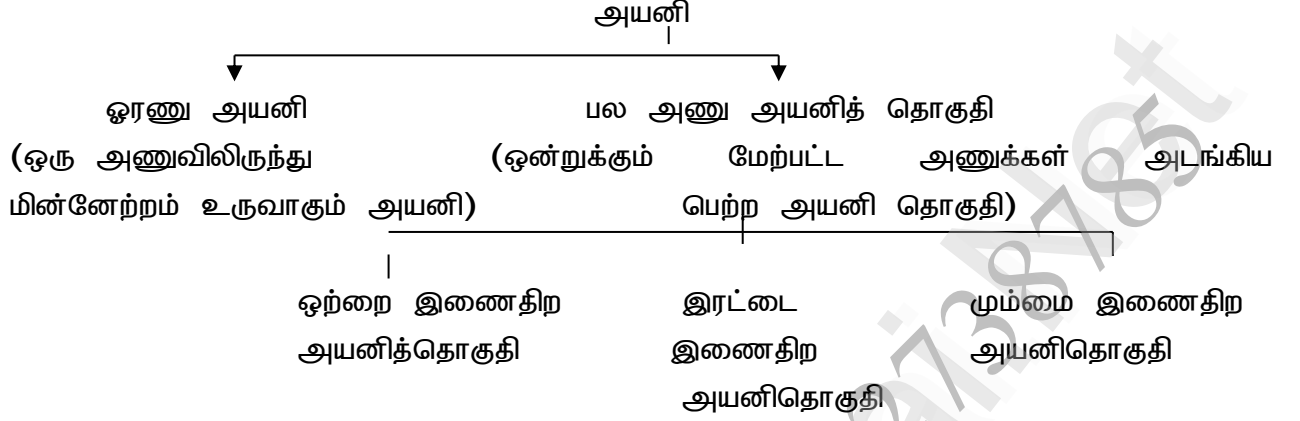 அயனி
ஓரணு அயனி பல அணு அயனித் தொகுதி
(ஒரு அணுவிலிருந்து (ஒன்றுக்கும் மேற்பட்ட அணுக்கள் அடங்கிய
மின்னேற்றம் உருவாகும் அயனி) பெற்ற அயனி தொகுதி)
ஒற்றை இணைதிற இரட்டை மும்மை இணைதிற
அயனித்தொகுதி இணைதிற அயனிதொகுதி
அயனிதொகுதி